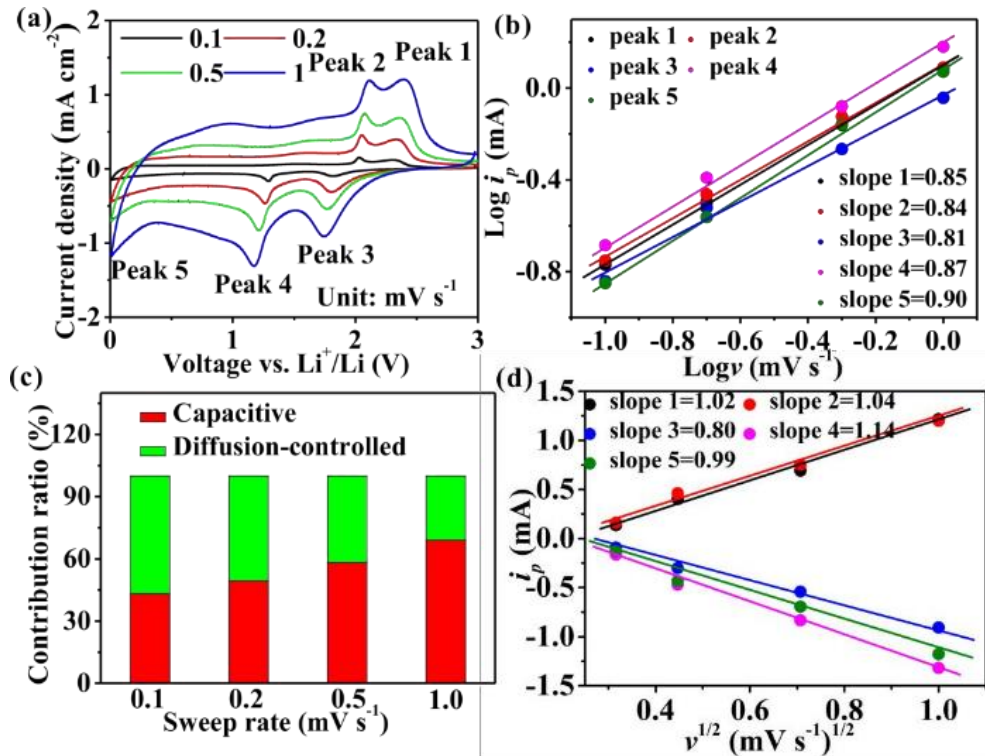 (a)
0.1 0.2
0.5 1
Peak 2 Peak 1
Peak 5 Peak 4 Peak 3
Unit: mV s⁻¹
2
1
0
-1
-2
0 1 2 3
Current density (mA cm⁻²)
Voltage vs. Li⁺/Li (V)
(b)
peak 1 peak 2
peak 3 peak 4
peak 5
slope 1=0.85
slope 2=0.84
slope 3=0.81
slope 4=0.87
slope 5=0.90
0.0
-0.4
-0.8
-1.0 -0.8 -0.6 -0.4 -0.2 0.0
Log iₚ (mA)
Logv (mV s⁻¹)
(c)
Capacitive
Diffusion-controlled
120
90
60
30
0
0.1 0.2 0.5 1.0
Contribution ratio (%)
Sweep rate (mV s⁻¹)
(d)
slope 1=1.02 slope 2=1.04
slope 3=0.80 slope 4=1.14
slope 5=0.99
1.5
1.0
0.5
0.0
-0.5
-1.0
-1.5
0.4 0.6 0.8 1.0
iₚ (mA)
v¹/² (mV s⁻¹)¹/²